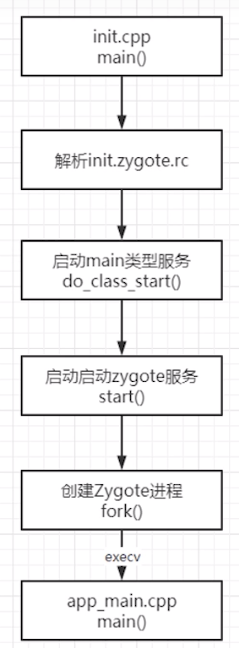 init.cpp
main()
解析init.zygote.rc
启动main类型服务
do_class_start()
启动启动zygote服务
start()
创建Zygote进程
fork()
execv
app_main.cpp
main()